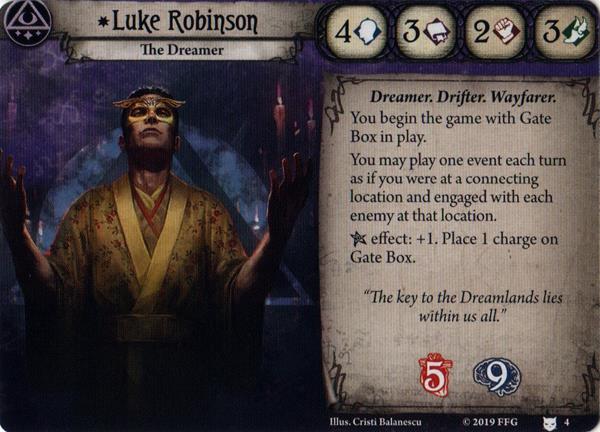 Luke Robinson
The Dreamer
4 3 2 3
Dreamer. Drifter. Wayfarer.
You begin the game with Gate
Box in play.
You may play one event each turn
as if you were at a connecting
location and engaged with each
enemy at that location.
effect: +1. Place 1 charge on
Gate Box.
“The key to the Dreamlands lies
within us all.”
5 9
Illus. Cristi Balanescu © 2019 FFG 4